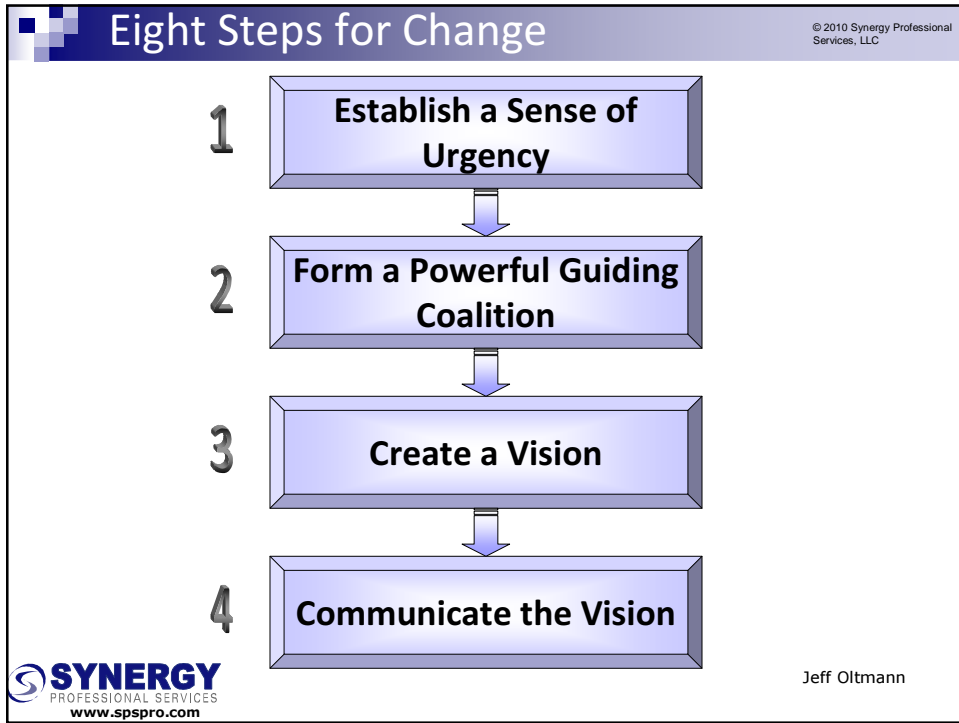 Eight Steps for Change
© 2010 Synergy Professional
Services, LLC
1
Establish a Sense of
Urgency
2
Form a Powerful Guiding
Coalition
3
Create a Vision
4
Communicate the Vision
SYNERGY
PROFESSIONAL SERVICES
www.spspro.com
Jeff Oltmann